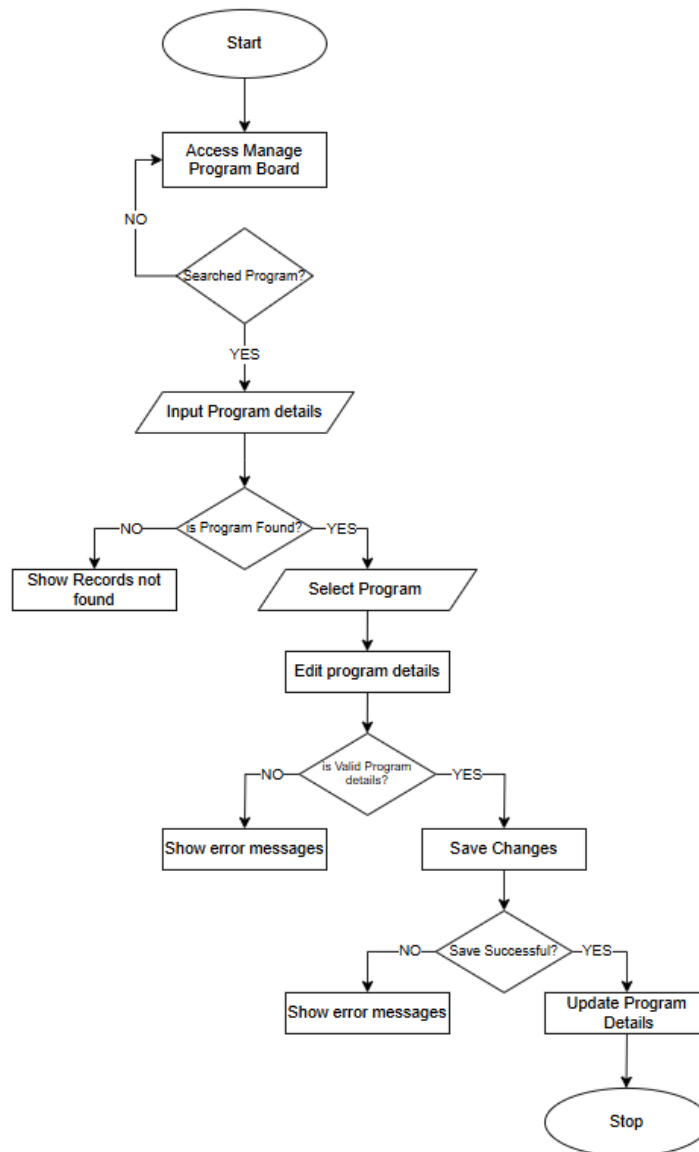 Start
Access Manage
Program Board
NO
Searched Program?
YES
Input Program details
NO
is Program Found?
YES
Show Records not
found
Select Program
Edit program details
NO
is Valid Program
details?
YES
Show error messages
Save Changes
NO
Save Successful?
YES
Show error messages
Update Program
Details
Stop